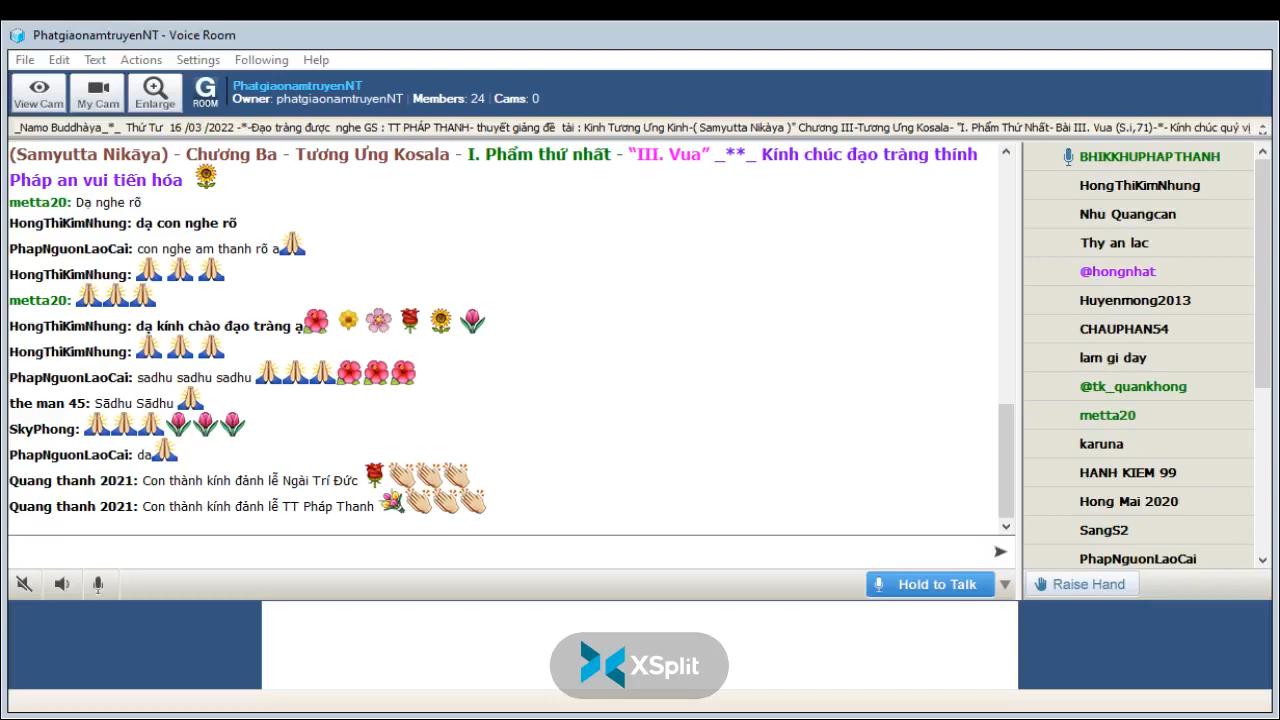 PhatgiaonamtruyenNT - Voice Room
File Edit Text Actions Settings Following Help
View Cam
My Cam
Enlarge
G ROOM
PhatgiaonamtruyenNT
Owner: phatgiaonamtruyenNT | Members: 24 | Cams: 0
_Namo Buddhàya_*_ Thứ Tư 16 /03 /2022 -*-Đạo tràng được nghe GS : TT PHÁP THANH- thuyết giảng đề tài : Kinh Tương Ưng Kinh-( Samyutta Nikàya )" Chương III-Tương Ưng Kosala- "I. Phẩm Thứ Nhất- Bài III. Vua (S.i,71)-*- Kính chúc quý vị
(Samyutta Nikāya) - Chương Ba - Tương Ưng Kosala - I. Phẩm thứ nhất - “III. Vua” _**_ Kính chúc đạo tràng thính
Pháp an vui tiến hóa
metta20: Dạ nghe rõ
HongThiKimNhung: dạ con nghe rõ
PhapNguonLaoCai: con nghe am thanh rõ a
HongThiKimNhung:
metta20:
HongThiKimNhung: dạ kính chào đạo tràng ạ
HongThiKimNhung:
PhapNguonLaoCai: sadhu sadhu sadhu
the man 45: Sādhu Sādhu
SkyPhong:
PhapNguonLaoCai: da
Quang thanh 2021: Con thành kính đảnh lễ Ngài Trí Đức
Quang thanh 2021: Con thành kính đảnh lễ TT Pháp Thanh
BHIKKHUPHAPTHANH
HongThiKimNhung
Nhu Quangcan
Thy an lac
@hongnhat
Huyenmong2013
CHAUPHAN54
lam gi day
@tk_quankhong
metta20
karuna
HANH KIEM 99
Hong Mai 2020
SangS2
PhapNguonLaoCai
Hold to Talk
Raise Hand
XSplit